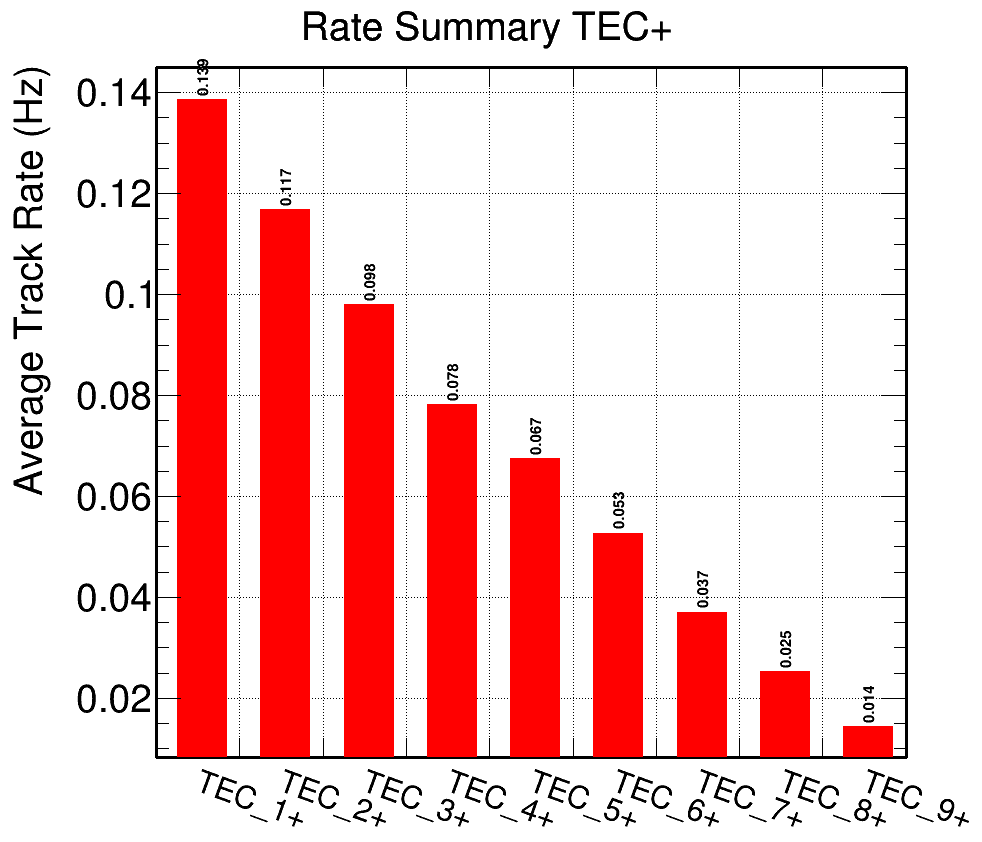 Rate Summary TEC+
Average Track Rate (Hz)
0.14
0.12
0.1
0.08
0.06
0.04
0.02
0.139
0.117
0.098
0.078
0.067
0.053
0.037
0.025
0.014
TEC_1+
TEC_2+
TEC_3+
TEC_4+
TEC_5+
TEC_6+
TEC_7+
TEC_8+
TEC_9+